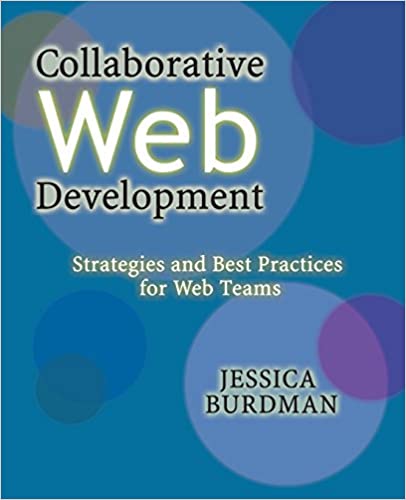 Collaborative
Web
Development
Strategies and Best Practices
for Web Teams
JESSICA
BURDMAN